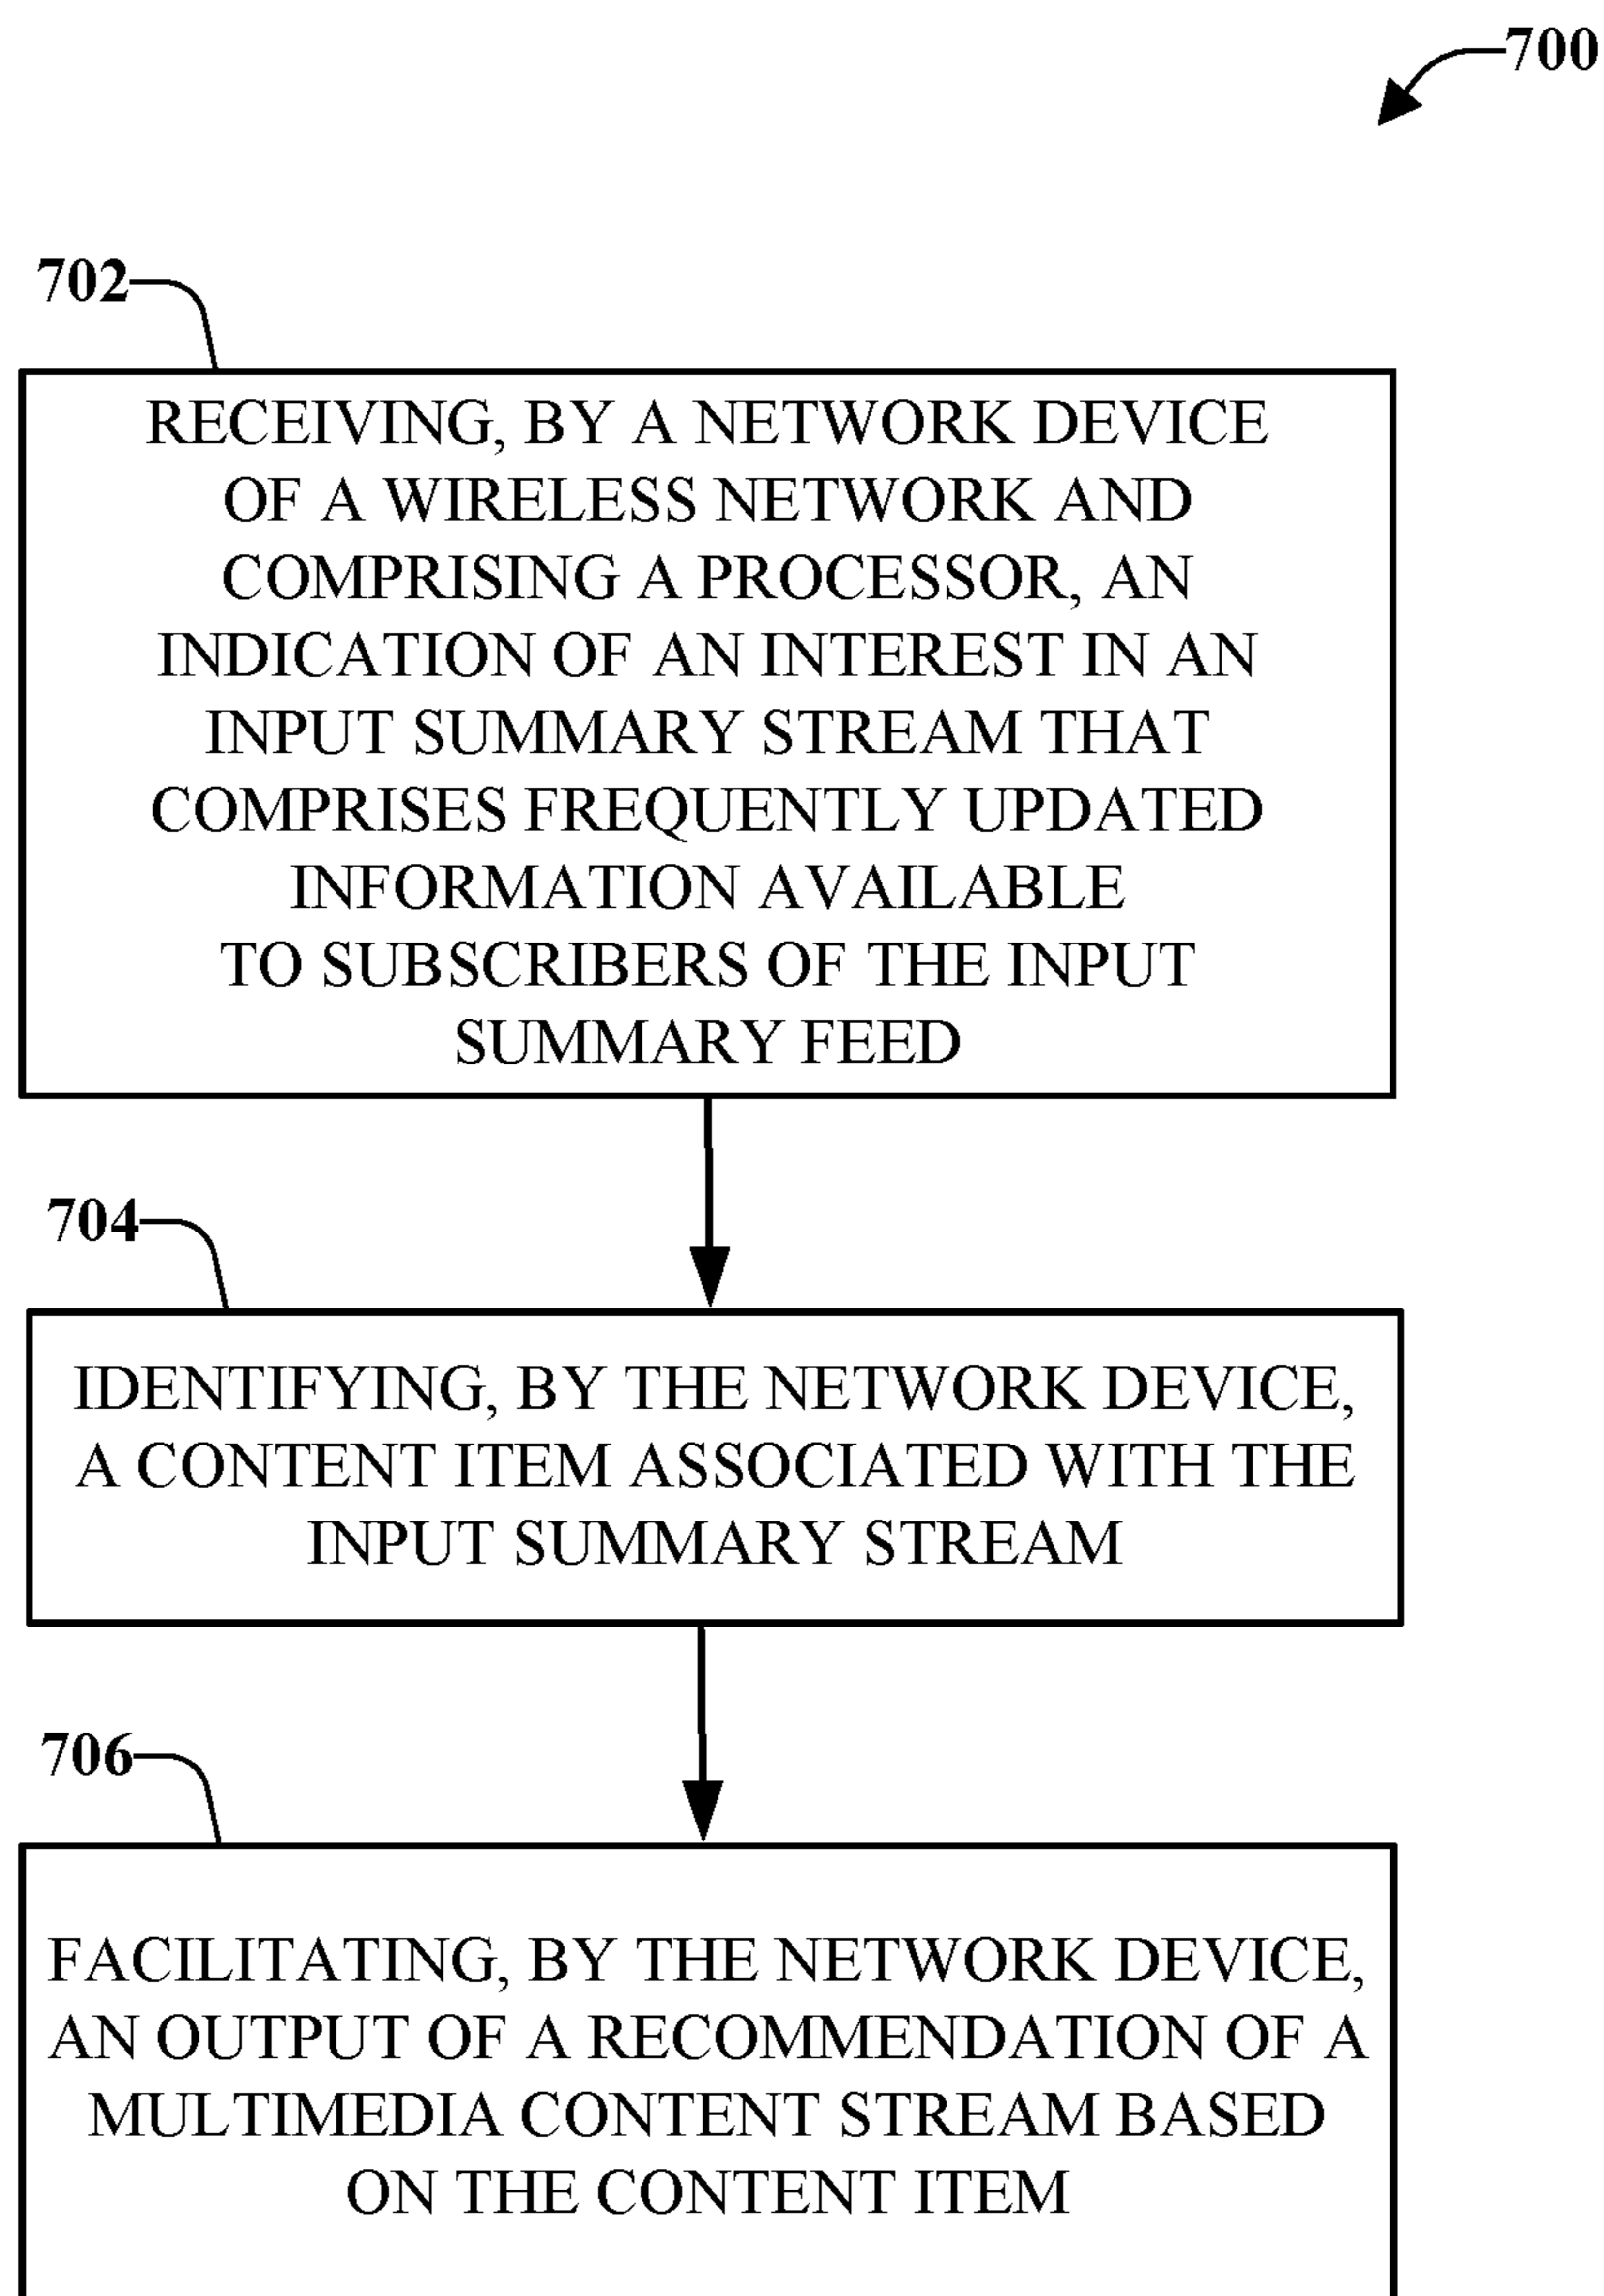 700
702
RECEIVING, BY A NETWORK DEVICE
OF A WIRELESS NETWORK AND
COMPRISING A PROCESSOR, AN
INDICATION OF AN INTEREST IN AN
INPUT SUMMARY STREAM THAT
COMPRISES FREQUENTLY UPDATED
INFORMATION AVAILABLE
TO SUBSCRIBERS OF THE INPUT
SUMMARY FEED
704
IDENTIFYING, BY THE NETWORK DEVICE,
A CONTENT ITEM ASSOCIATED WITH THE
INPUT SUMMARY STREAM
706
FACILITATING, BY THE NETWORK DEVICE,
AN OUTPUT OF A RECOMMENDATION OF A
MULTIMEDIA CONTENT STREAM BASED
ON THE CONTENT ITEM